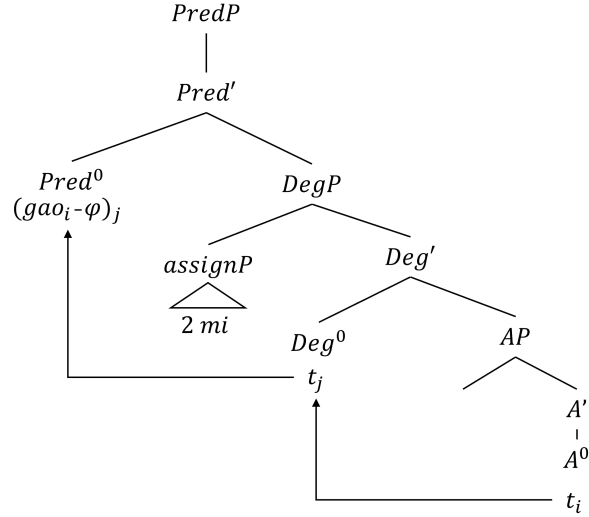 PredP
Pred′
Pred⁰
(gaoᵢ-φ)ⱼ
DegP
assignP
2 mi
Deg′
Deg⁰
tⱼ
AP
A'
A⁰
tᵢ